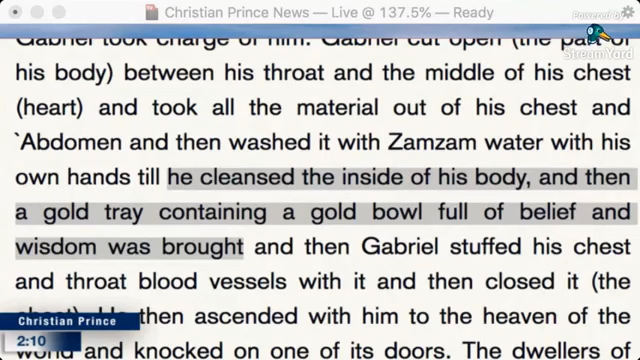 Christian Prince News — Live @ 137.5% — Ready
Powered by
StreamYard
Gabriel took charge of him. Gabriel cut open (the part of
his body) between his throat and the middle of his chest
(heart) and took all the material out of his chest and
`Abdomen and then washed it with Zamzam water with his
own hands till he cleansed the inside of his body, and then
a gold tray containing a gold bowl full of belief and
wisdom was brought and then Gabriel stuffed his chest
and throat blood vessels with it and then closed it (the
then ascended with him to the heaven of the
and knocked on one of its doors. The dwellers of
Christian Prince
2:10